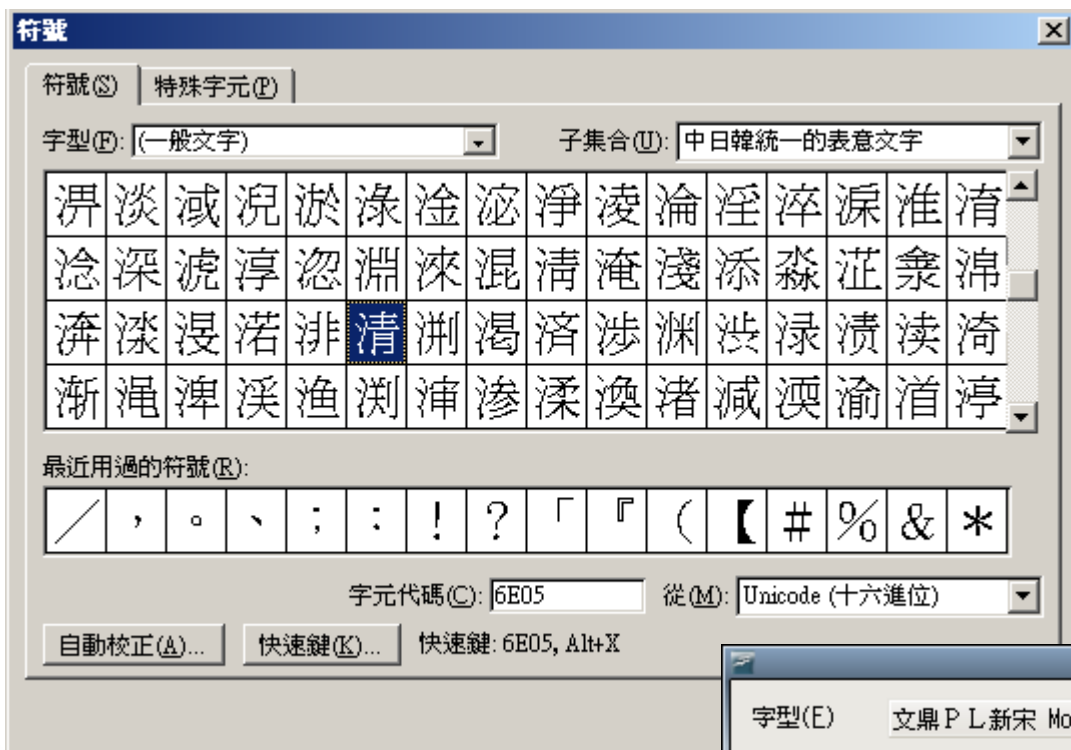 符號
符號(S) 特殊字元(P)
字型(F): (一般文字) 子集合(U): 中日韓統一的表意文字
淠 淡 淢 淣 淤 淥 淦 淧 淨 淩 淪 淫 淬 淭 淮 淯
淰 深 淲 淳 淴 淵 淶 混 淸 淹 淺 添 淼 淽 淾 淿
渀 渁 渂 渃 渄 清 渆 渇 済 渉 渊 渋 渌 渍 渎 渏
渐 渑 渒 渓 渔 渕 渖 渗 渘 渙 渚 減 渜 渝 渞 渟
最近用過的符號(R):
╱ ， 。 、 ； ： ！ ？ 「 『 （ 【 ＃ ％ ＆ ＊
字元代碼(C): 6E05 從(M): Unicode (十六進位)
自動校正(A)... 快速鍵(K)... 快速鍵: 6E05, Alt+X
字型(E) 文鼎ＰＬ新宋 Mo